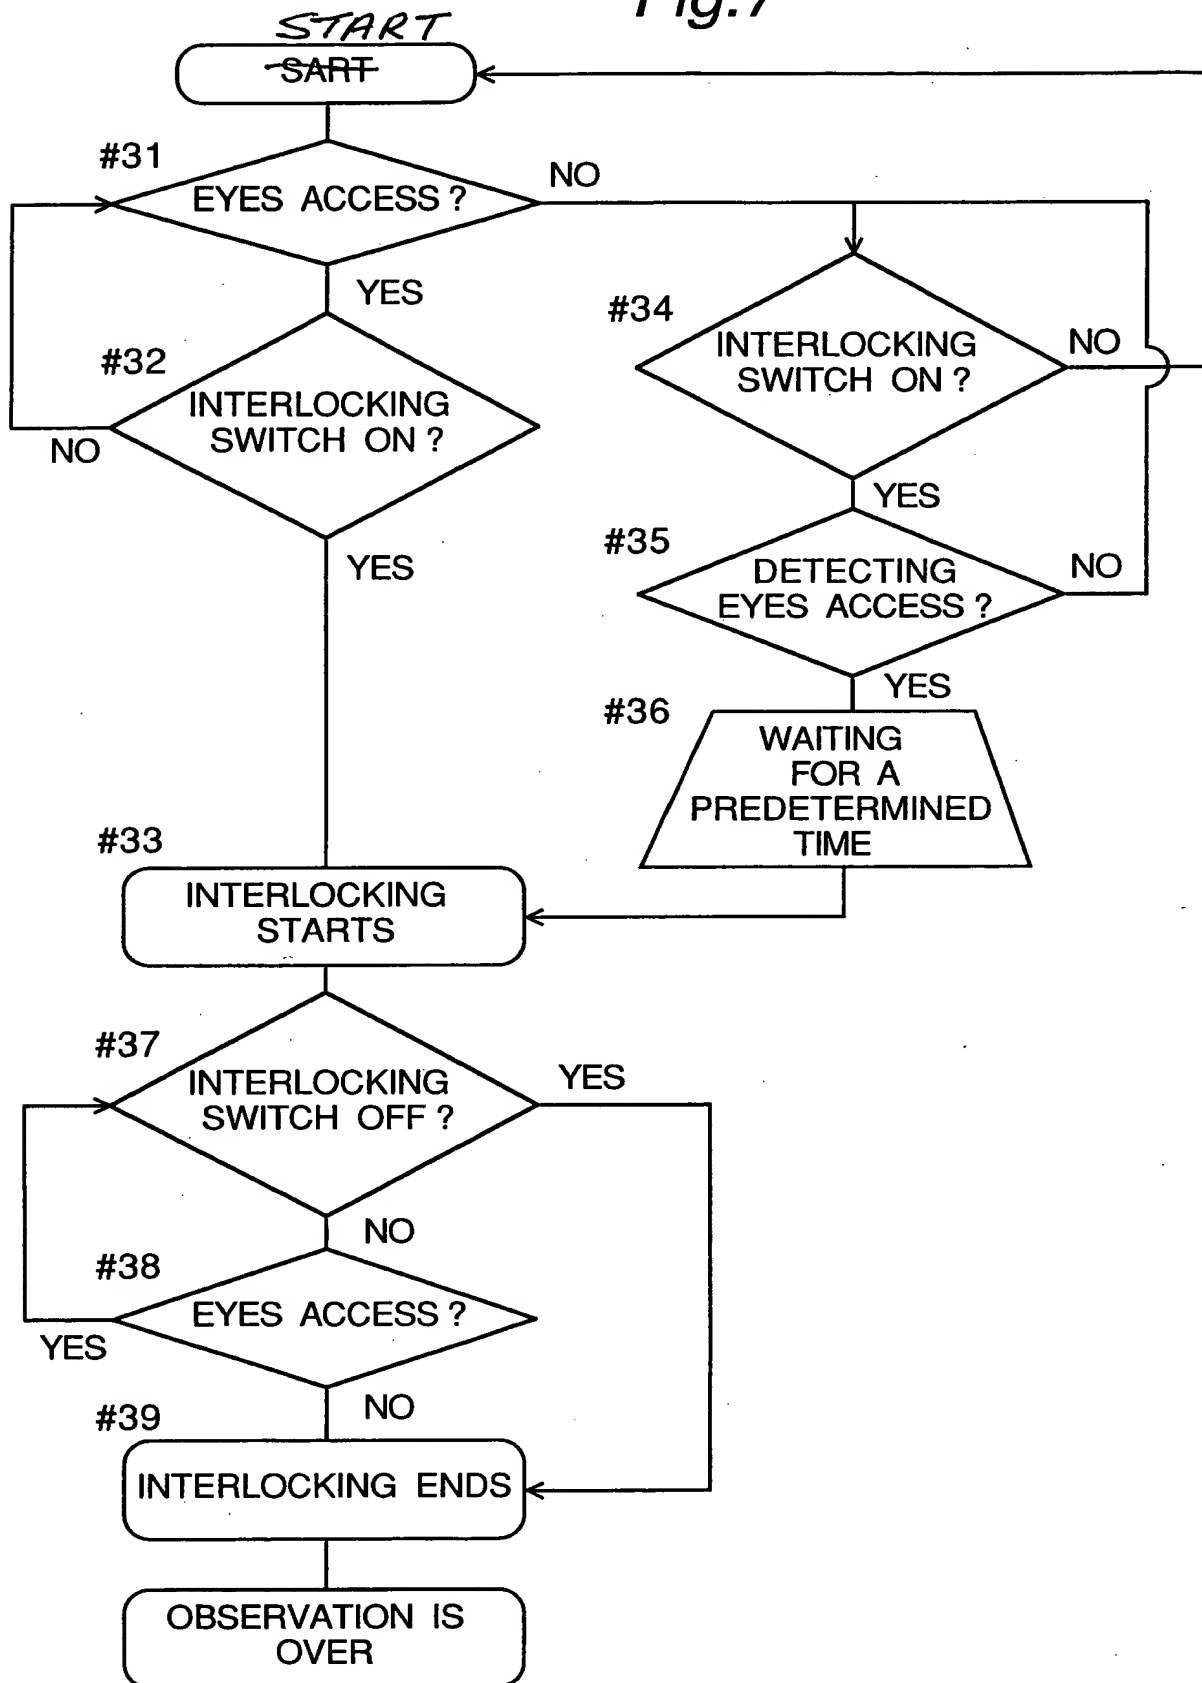 Fig.7
START
SART
#31
EYES ACCESS ?
NO
YES
#32
INTERLOCKING
SWITCH ON ?
NO
YES
#34
INTERLOCKING
SWITCH ON ?
NO
YES
#35
DETECTING
EYES ACCESS ?
NO
YES
#36
WAITING
FOR A
PREDETERMINED
TIME
#33
INTERLOCKING
STARTS
#37
INTERLOCKING
SWITCH OFF ?
YES
NO
#38
EYES ACCESS ?
YES
NO
#39
INTERLOCKING ENDS
OBSERVATION IS
OVER